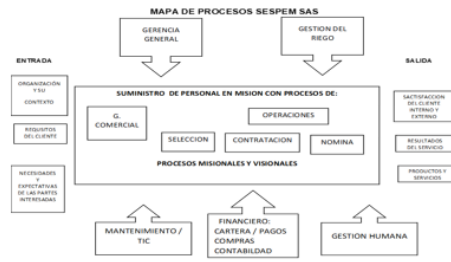 MAPA DE PROCESOS SESPEM SAS
GERENCIA
GENERAL
GESTION DEL
RIEGO
ENTRADA
SALIDA
ORGANIZACIÓN
Y SU
CONTEXTO
REQUISITOS
DEL CLIENTE
NECESIDADES
Y
EXPECTATIVAS
DE LAS PARTES
INTERESADAS
SUMINISTRO DE PERSONAL EN MISION CON PROCESOS DE:
G.
COMERCIAL
OPERACIONES
SELECCION
CONTRATACION
NOMINA
PROCESOS MISIONALES Y VISIONALES
SACTISFACCION
DEL CLIENTE
INTERNO Y
EXTERNO
RESULTADOS
DEL SERVICIO
PRODUCTOS Y
SERVICIOS
MANTENIMIENTO /
TIC
FINANCIERO:
CARTERA / PAGOS
COMPRAS
CONTABILDAD
GESTION HUMANA